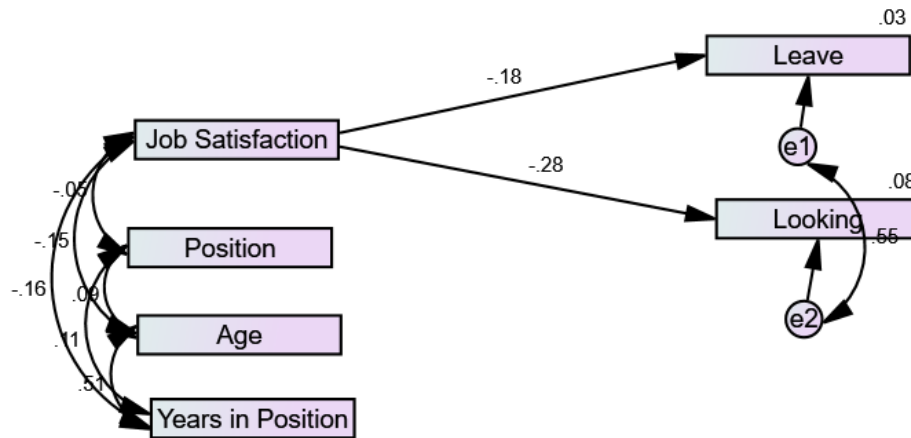 .03
Leave
-.18
e1
Job Satisfaction
-.28
.08
Looking
.55
-.05
-.15
Position
-.16
.09
e2
Age
.11
.51
Years in Position